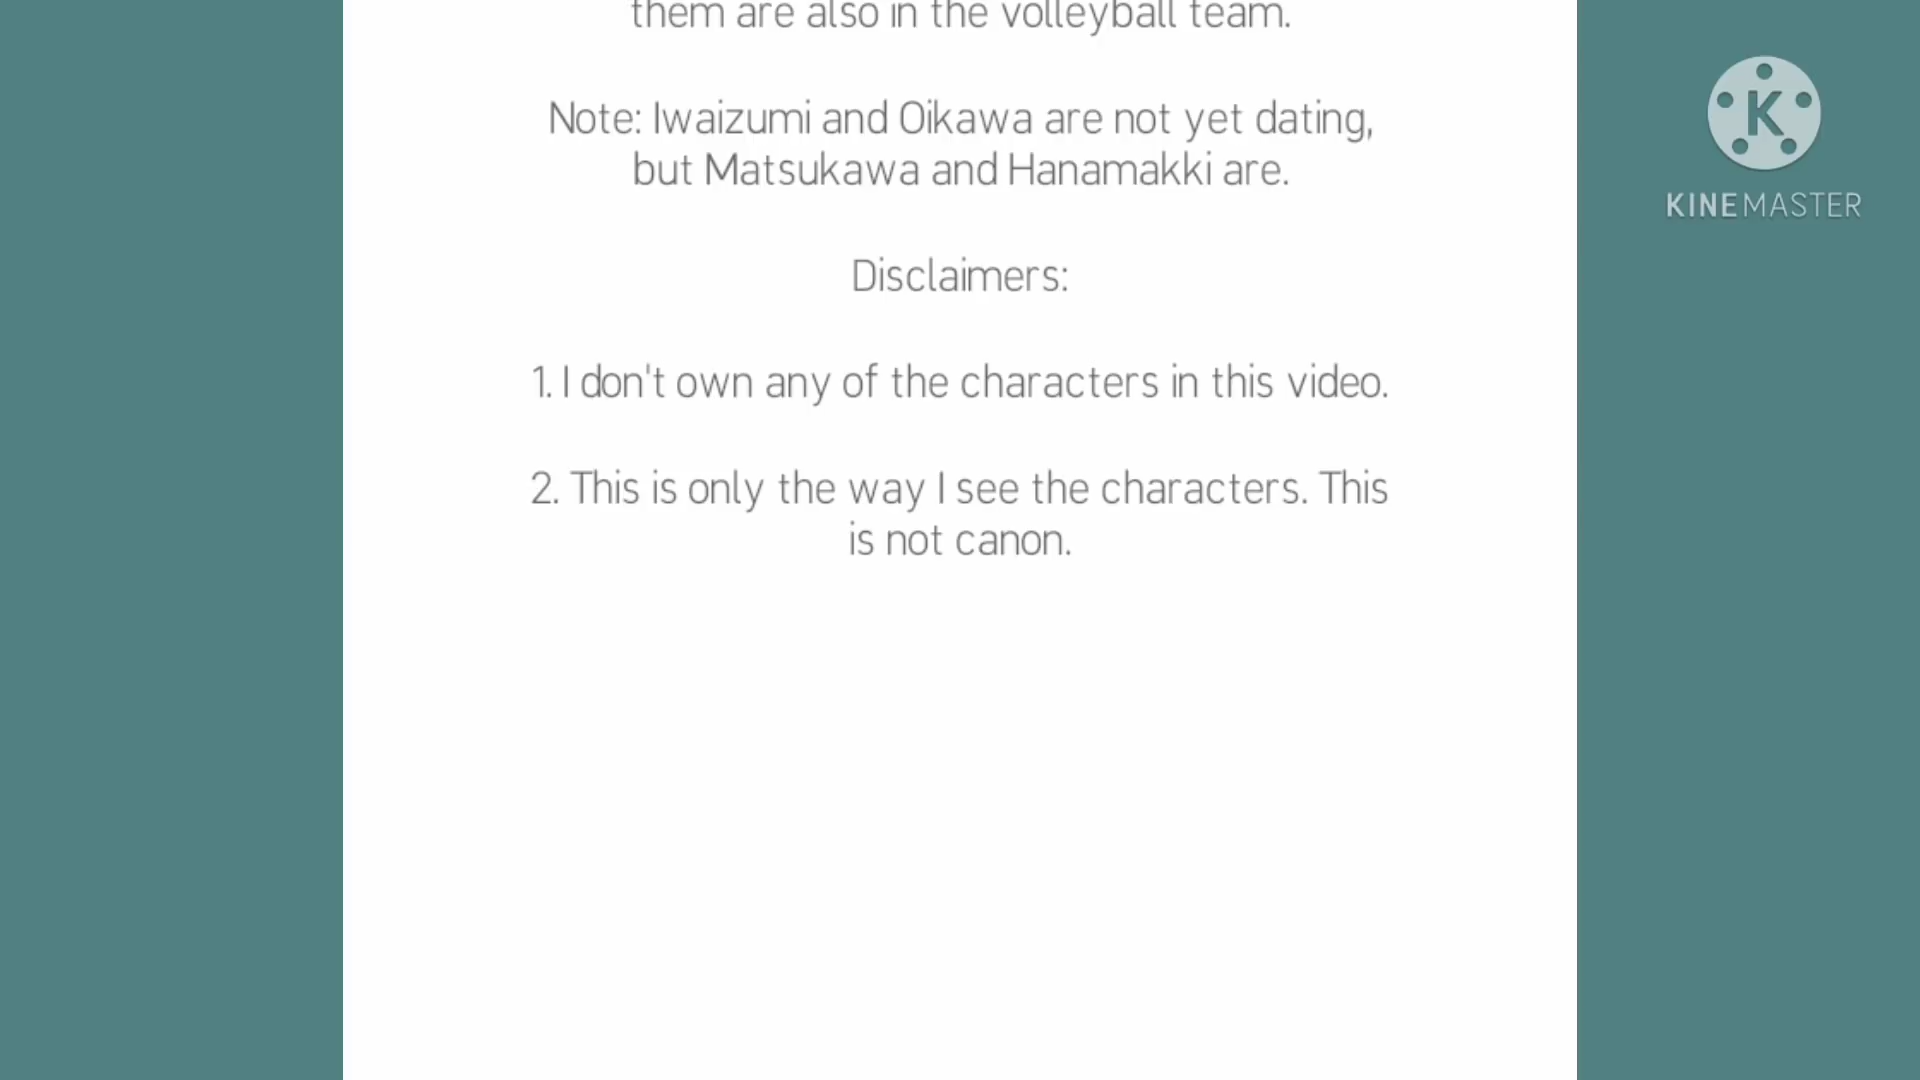 them are also in the volleyball team.
Note: Iwaizumi and Oikawa are not yet dating,
but Matsukawa and Hanamakki are.
Disclaimers:
1. I don't own any of the characters in this video.
2. This is only the way I see the characters. This
is not canon.
K
KINEMASTER